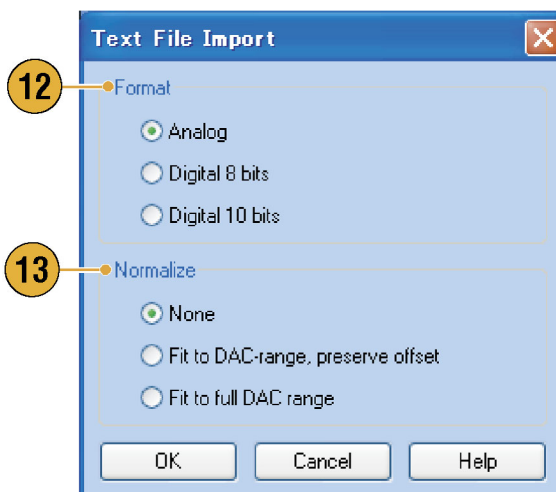 Text File Import
12
Format
Analog
Digital 8 bits
Digital 10 bits
13
Normalize
None
Fit to DAC-range, preserve offset
Fit to full DAC range
OK Cancel Help